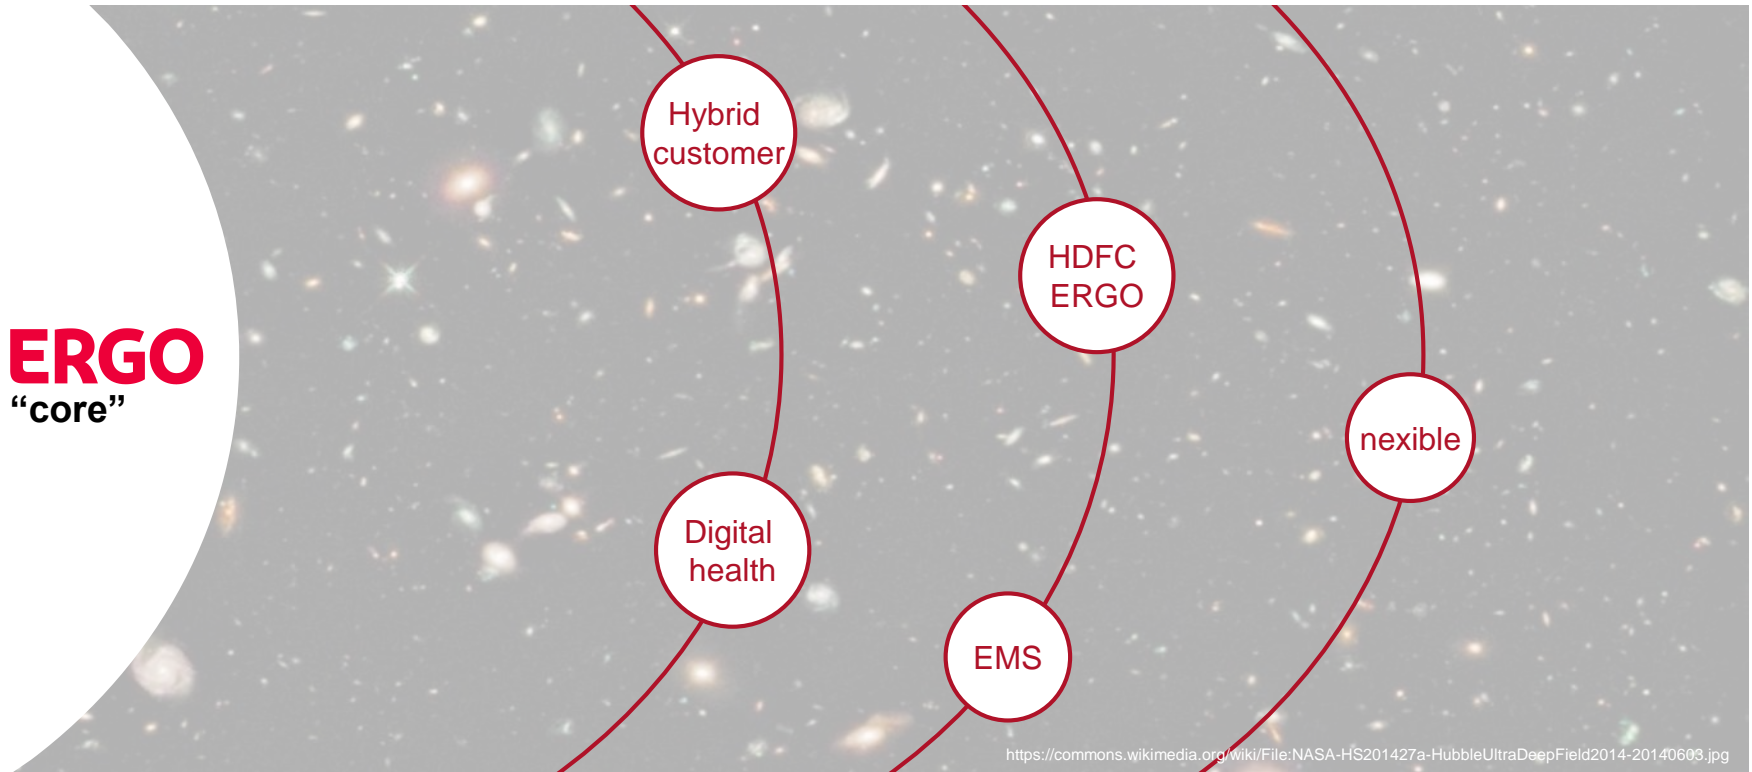 ERGO
“core”
Hybrid
customer
Digital
health
HDFC
ERGO
EMS
nexible
https://commons.wikimedia.org/wiki/File:NASA-HS201427a-HubbleUltraDeepField2014-20140603.jpg